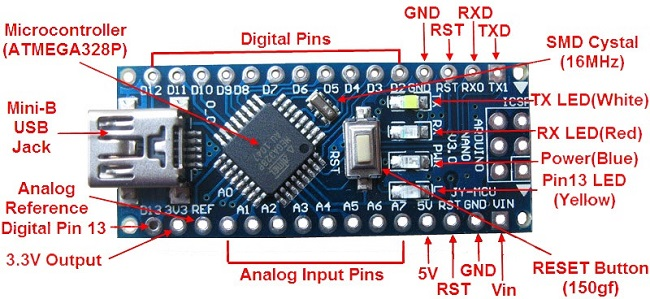 Microcontroller
(ATMEGA328P)
Digital Pins
GND
RST
RXD
TXD
SMD Cystal
(16MHz)
D12 D11 D10 D9 D8 D7 D6 D5 D4 D3 D2 GND RST RX0 TX1
Mini-B
USB
Jack
TX LED(White)
RX LED(Red)
Power(Blue)
Pin13 LED
(Yellow)
RST
PWR
ARDUINO
NANO
V3.0
JY-MCU
Analog
Reference
Digital Pin 13
3.3V Output
A0
D13 3V3 REF A1 A2 A3 A4 A5 A6 A7 5V RST GND VIN
Analog Input Pins
5V
RST
GND
Vin
RESET Button
(150gf)